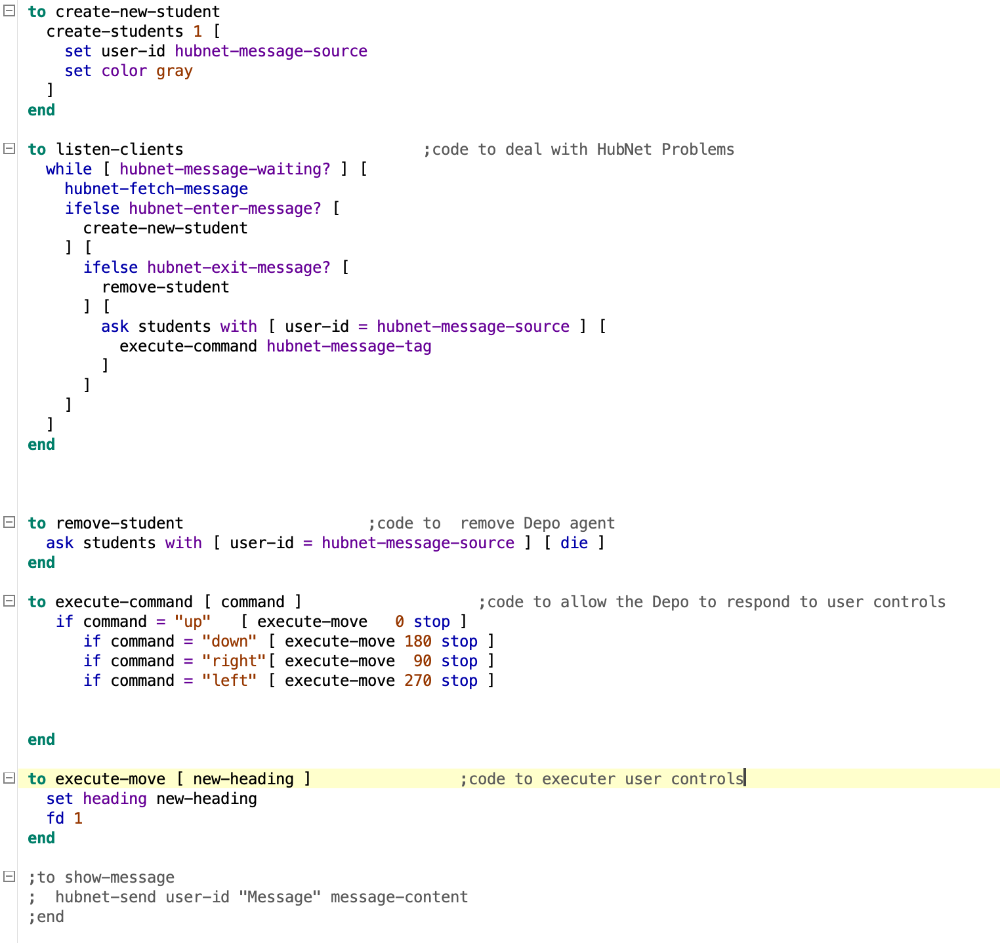 to create-new-student
  create-students 1 [
    set user-id hubnet-message-source
    set color gray
  ]
end

to listen-clients                          ;code to deal with HubNet Problems
  while [ hubnet-message-waiting? ] [
    hubnet-fetch-message
    ifelse hubnet-enter-message? [
      create-new-student
    ] [
      ifelse hubnet-exit-message? [
        remove-student
      ] [
        ask students with [ user-id = hubnet-message-source ] [
          execute-command hubnet-message-tag
        ]
      ]
    ]
  ]
end

to remove-student                    ;code to  remove Depo agent
  ask students with [ user-id = hubnet-message-source ] [ die ]
end

to execute-command [ command ]                   ;code to allow the Depo to respond to user controls
   if command = "up"   [ execute-move   0 stop ]
      if command = "down" [ execute-move 180 stop ]
      if command = "right"[ execute-move  90 stop ]
      if command = "left" [ execute-move 270 stop ]

end

to execute-move [ new-heading ]                ;code to executer user controls
  set heading new-heading
  fd 1
end

;to show-message
;  hubnet-send user-id "Message" message-content
;end